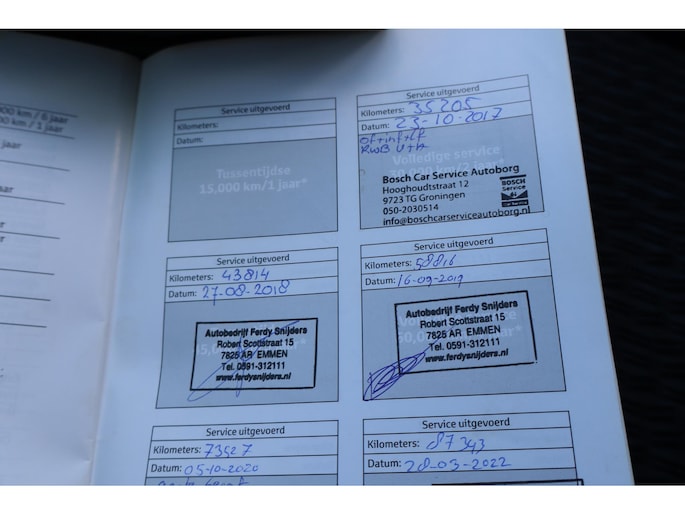 000 km / 6 jaar
000 km / 1 jaar
jaar
jaar
Service uitgevoerd
Kilometers:
Datum:
Tussentijdse
15,000 km/1 jaar*
Service uitgevoerd
Kilometers: 35205
Datum: 23-10-2017
Volledige service
Bosch Car Service Autoborg
Hooghoudtstraat 12
9723 TG Groningen
050-2030514
info@boschcarserviceautoborg.nl
BOSCH
Service
Service uitgevoerd
Kilometers: 43814
Datum: 27-08-2018
Autobedrijf Ferdy Snijders
Robert Scottstraat 15
7825 AR EMMEN
Tel. 0591-312111
www.ferdysnijders.nl
Service uitgevoerd
Kilometers: 58816
Datum: 16-09-2019
Autobedrijf Ferdy Snijders
Robert Scottstraat 15
7825 AR EMMEN
Tel. 0591-312111
www.ferdysnijders.nl
Service uitgevoerd
Kilometers: 73527
Datum: 05-10-2020
Service uitgevoerd
Kilometers: 87343
Datum: 28-03-2022